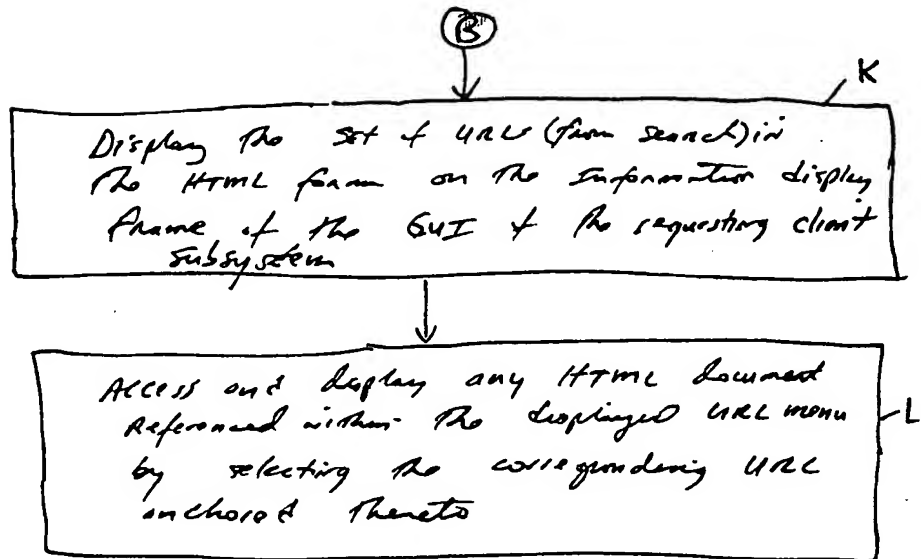 B
K
Display The set of URLs (from search) in
The HTML form on The Information display
frame of the GUI of the requesting client
subsystem
Access and display any HTML document
Referenced within The displayed URL menu
by selecting The corresponding URL
anchored Thereto
L